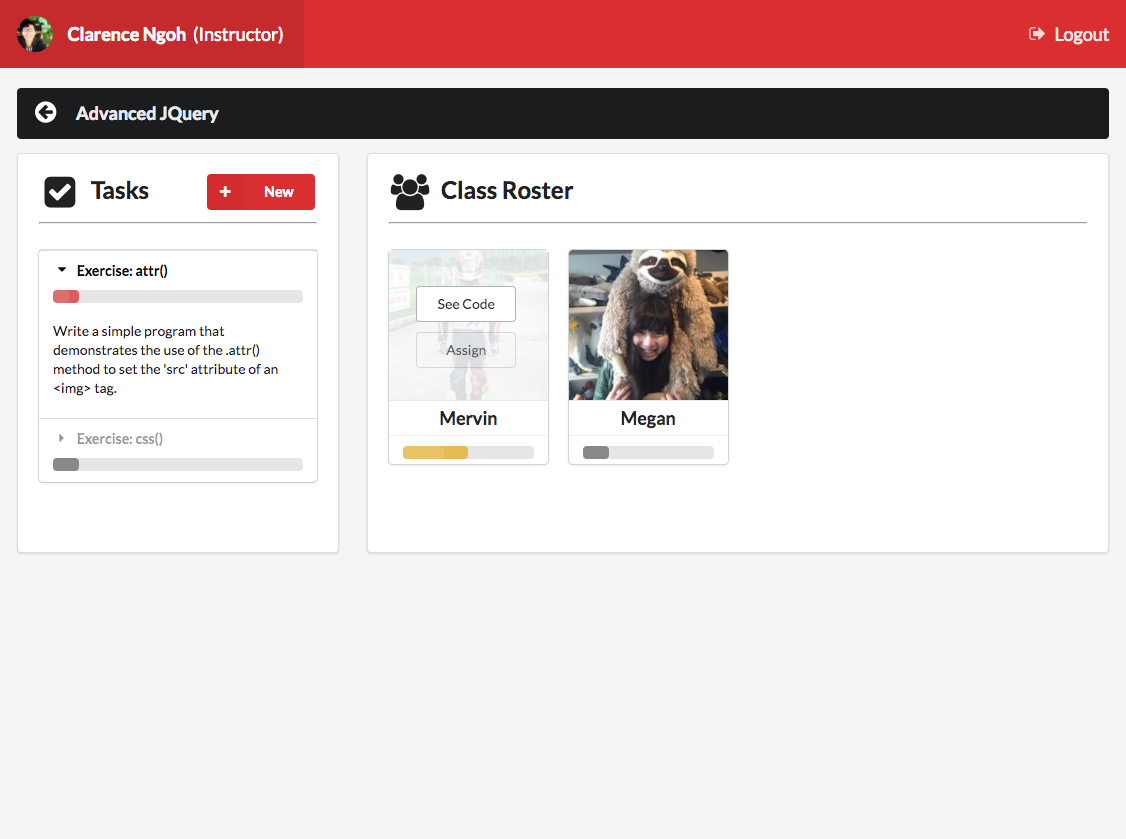 Clarence Ngoh (Instructor)
Logout
Advanced JQuery
Tasks
New
Exercise: attr()
Write a simple program that
demonstrates the use of the .attr()
method to set the 'src' attribute of an
<img> tag.
Exercise: css()
Class Roster
See Code
Assign
Mervin
Megan